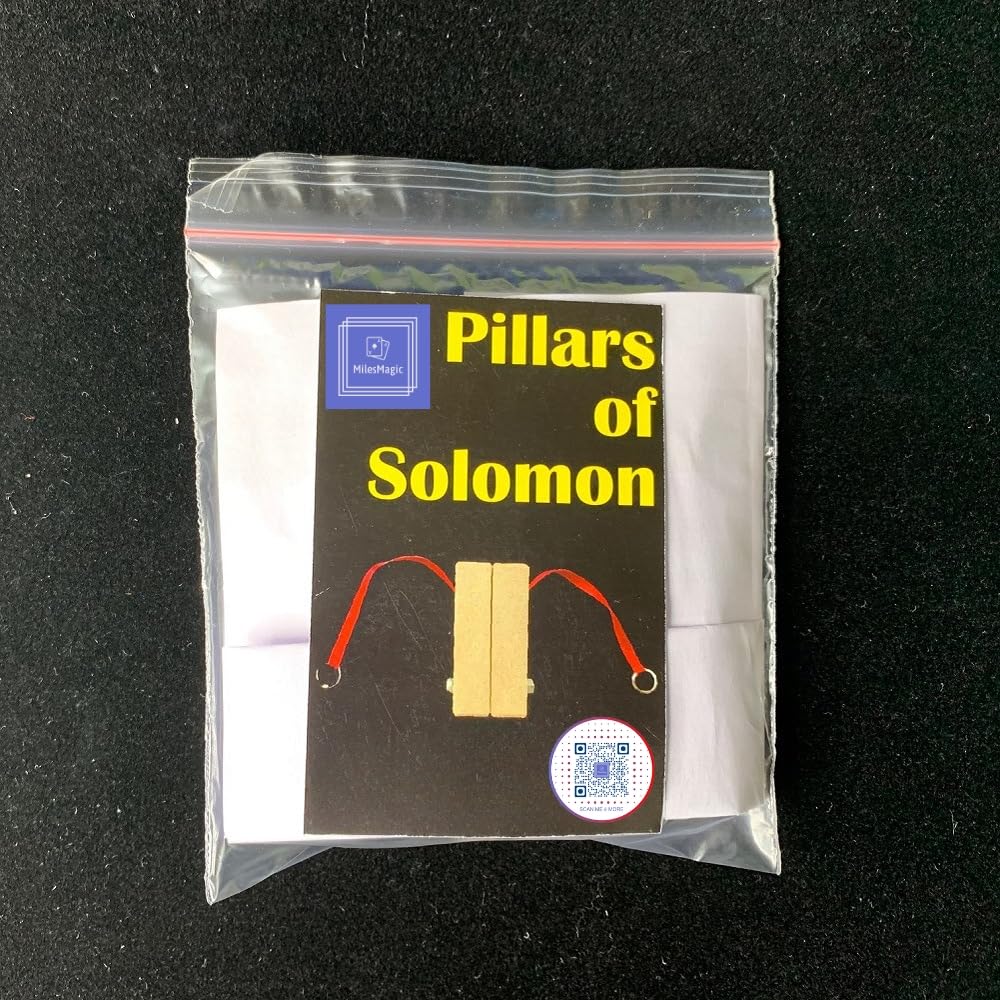 MilesMagic
Pillars
of
Solomon
SCAN ME 4 MORE